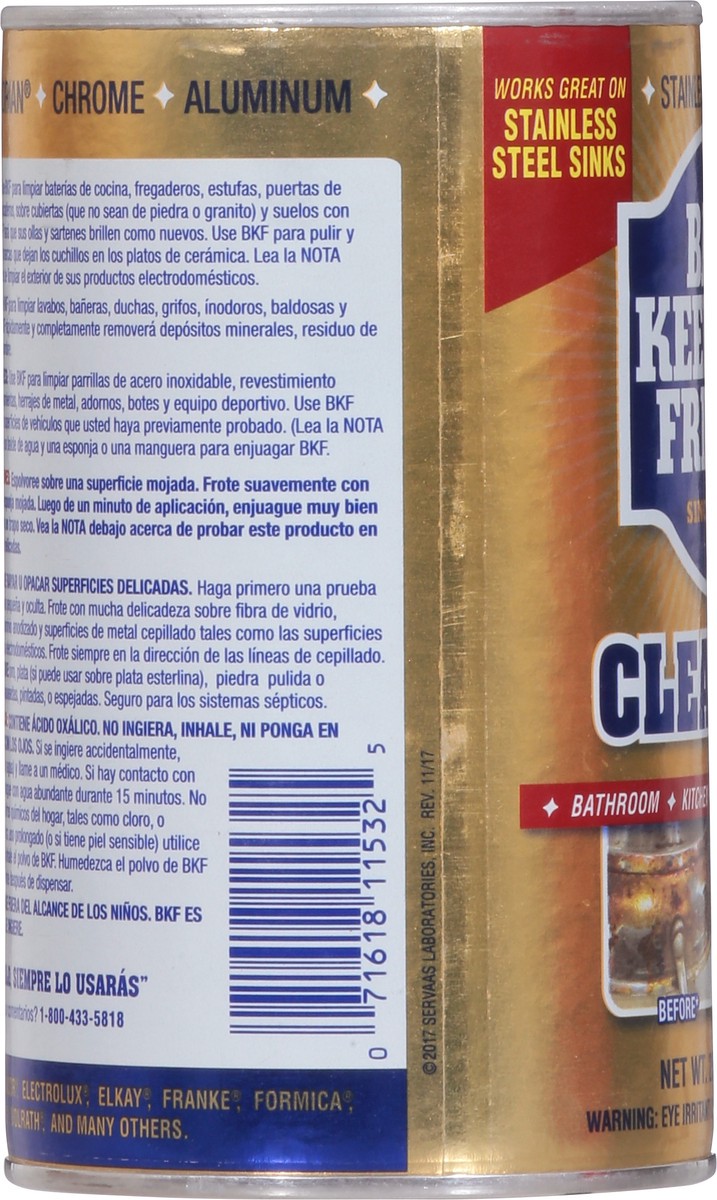 CHROME ✦ ALUMINUM ✦
para limpiar baterías de cocina, fregaderos, estufas, puertas de
sobre cubiertas (que no sean de piedra o granito) y suelos con
que sus ollas y sartenes brillen como nuevos. Use BKF para pulir y
que dejan los cuchillos en los platos de cerámica. Lea la NOTA
limpiar el exterior de sus productos electrodomésticos.
para limpiar lavabos, bañeras, duchas, grifos, inodoros, baldosas y
y completamente removerá depósitos minerales, residuo de
Use BKF para limpiar parrillas de acero inoxidable, revestimiento
herrajes de metal, adornos, botes y equipo deportivo. Use BKF
de vehículos que usted haya previamente probado. (Lea la NOTA
de agua y una esponja o una manguera para enjuagar BKF.
Espolvoree sobre una superficie mojada. Frote suavemente con
mojada. Luego de un minuto de aplicación, enjuague muy bien
seco. Vea la NOTA debajo acerca de probar este producto en
U OPACAR SUPERFICIES DELICADAS. Haga primero una prueba
y oculta. Frote con mucha delicadeza sobre fibra de vidrio,
anodizado y superficies de metal cepillado tales como las superficies
Frote siempre en la dirección de las líneas de cepillado.
plata (si puede usar sobre plata esterlina), piedra pulida o
pintadas, o espejadas. Seguro para los sistemas sépticos.
CONTIENE ÁCIDO OXÁLICO. NO INGIERA, INHALE, NI PONGA EN
LOS OJOS. Si se ingiere accidentalmente,
y llame a un médico. Si hay contacto con
con agua abundante durante 15 minutos. No
químicos del hogar, tales como cloro, o
prolongado (o si tiene piel sensible) utilice
el polvo de BKF. Humedezca el polvo de BKF
después de dispensar.
FUERA DEL ALCANCE DE LOS NIÑOS. BKF ES
SIEMPRE LO USARÁS”
1-800-433-5818
0 71618 11532 5
ELECTROLUX®, ELKAY®, FRANKE®, FORMICA®,
AND MANY OTHERS.
©2017 SERVAAS LABORATORIES, INC. REV. 11/17
WORKS GREAT ON
STAINLESS
STEEL SINKS
✦ STAINLE
B
KEE
FR
CLEA
✦ BATHROOM ✦ KITCHE
BEFORE*
NET WT.
WARNING: EYE IRRITA